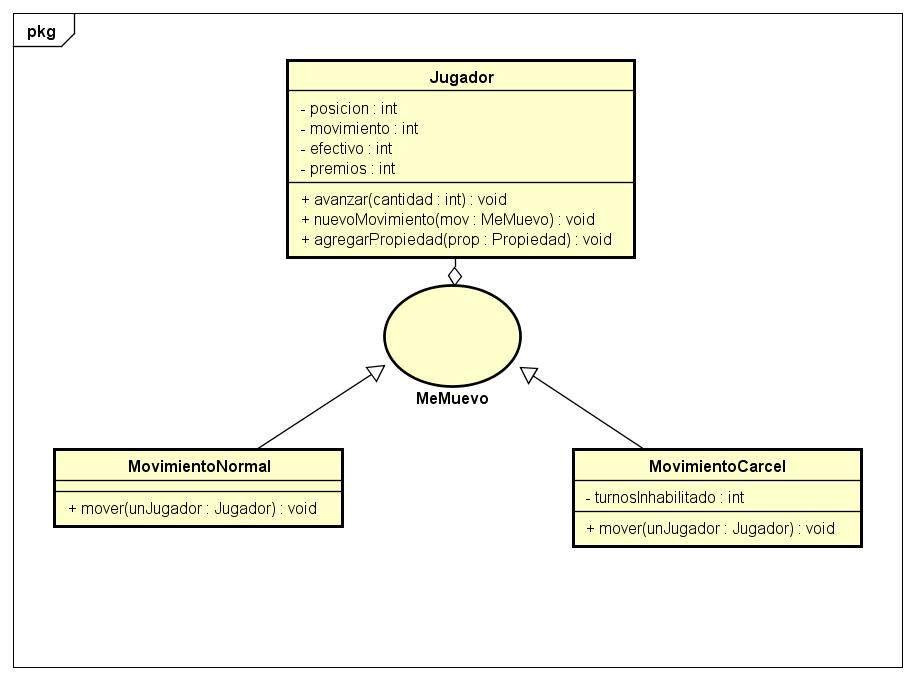 pkg
Jugador
- posicion : int
- movimiento : int
- efectivo : int
- premios : int
+ avanzar(cantidad : int) : void
+ nuevoMovimiento(mov : MeMuevo) : void
+ agregarPropiedad(prop : Propiedad) : void
MeMuevo
MovimientoNormal
+ mover(unJugador : Jugador) : void
MovimientoCarcel
- turnosInhabilitado : int
+ mover(unJugador : Jugador) : void